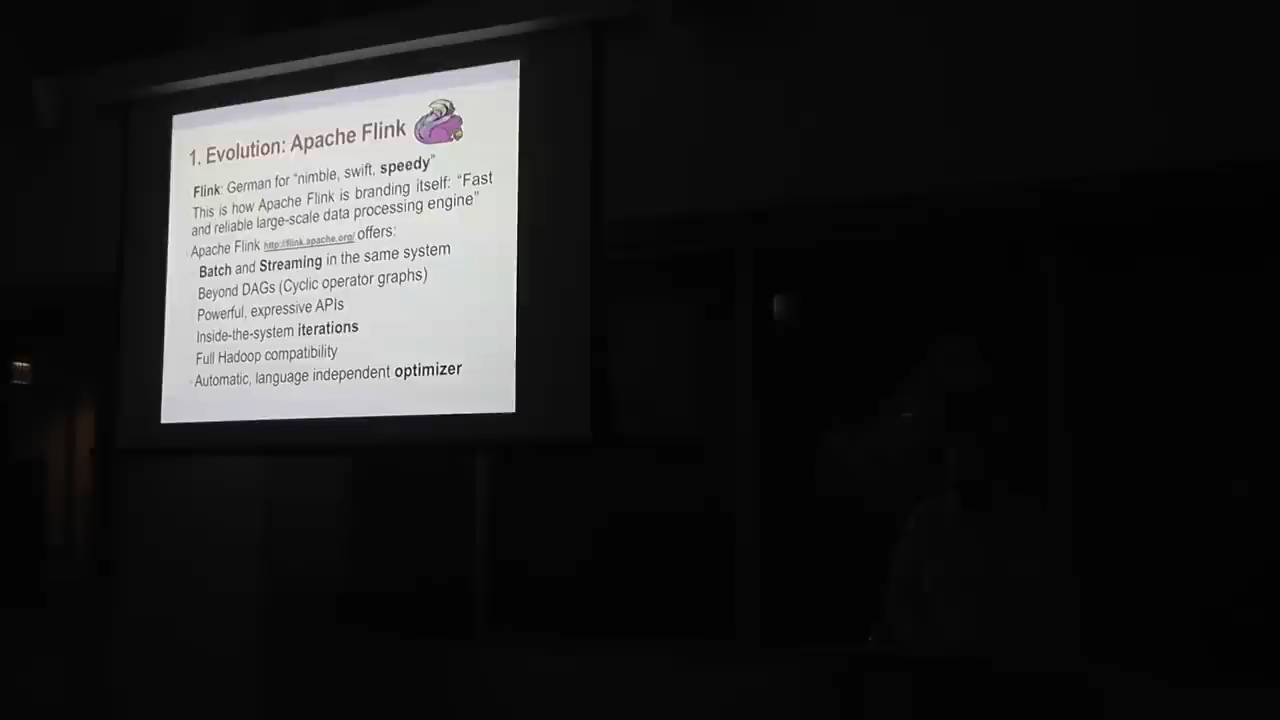 1. Evolution: Apache Flink
Flink: German for “nimble, swift, speedy”
This is how Apache Flink is branding itself: “Fast
and reliable large-scale data processing engine”
Apache Flink http://flink.apache.org/ offers:
Batch and Streaming in the same system
Beyond DAGs (Cyclic operator graphs)
Powerful, expressive APIs
Inside-the-system iterations
Full Hadoop compatibility
Automatic, language independent optimizer